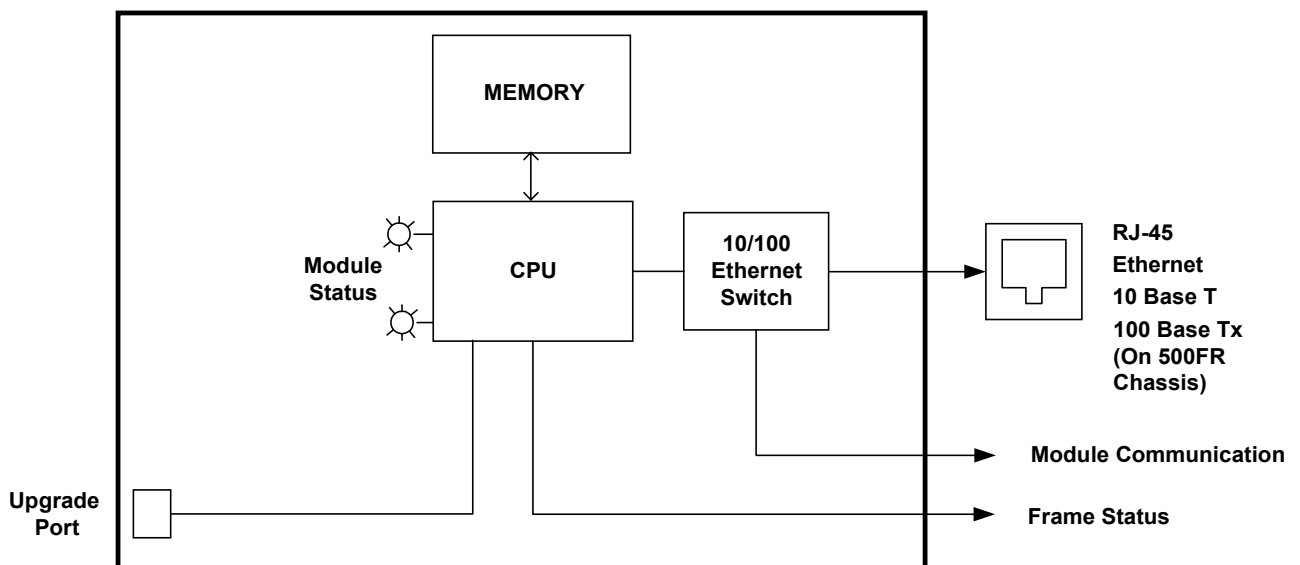 MEMORY
CPU
Module
Status
10/100
Ethernet
Switch
RJ-45
Ethernet
10 Base T
100 Base Tx
(On 500FR
Chassis)
Module Communication
Frame Status
Upgrade
Port